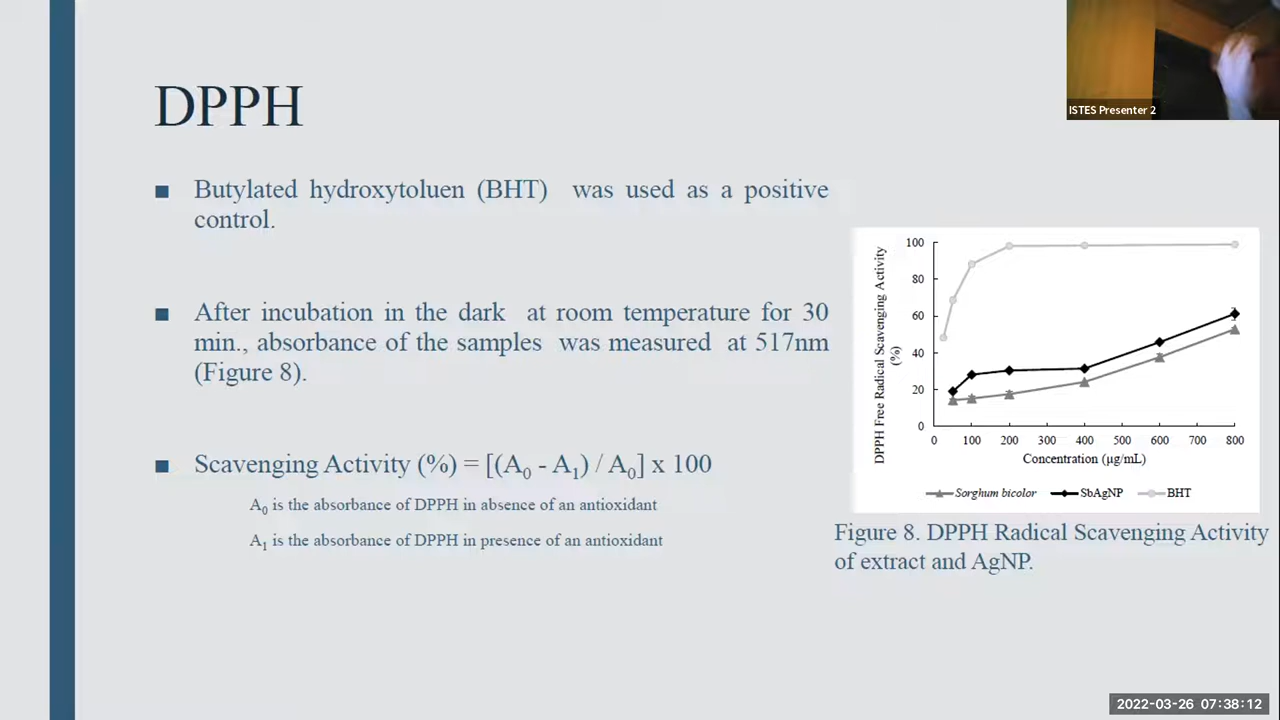 ISTES Presenter 2
DPPH
■ Butylated hydroxytoluen (BHT) was used as a positive
control.
■ After incubation in the dark at room temperature for 30
min., absorbance of the samples was measured at 517nm
(Figure 8).
■ Scavenging Activity (%) = [(A₀ - A₁) / A₀] x 100
A₀ is the absorbance of DPPH in absence of an antioxidant
A₁ is the absorbance of DPPH in presence of an antioxidant
DPPH Free Radical Scavenging Activity
(%)
100
80
60
40
20
0
0 100 200 300 400 500 600 700 800
Concentration (µg/mL)
Sorghum bicolor SbAgNP BHT
Figure 8. DPPH Radical Scavenging Activity
of extract and AgNP.
2022-03-26 07:38:12